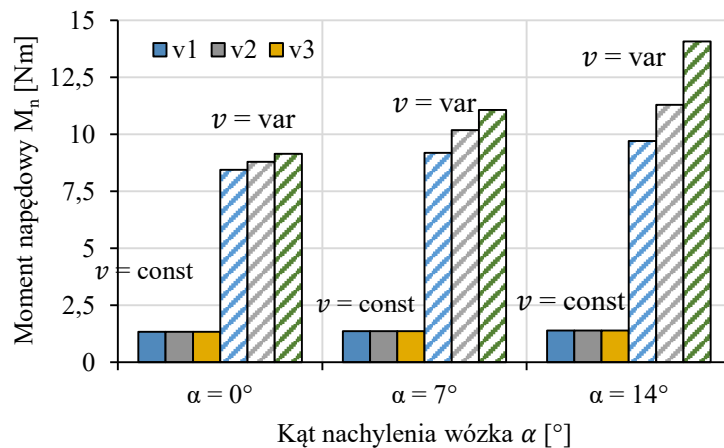 15
12,5
10
7,5
5
2,5
0
Moment napędowy Mₙ [Nm]
v1 v2 v3
v = var
v = var
v = var
v = const
v = const
v = const
α = 0° α = 7° α = 14°
Kąt nachylenia wózka α [°]